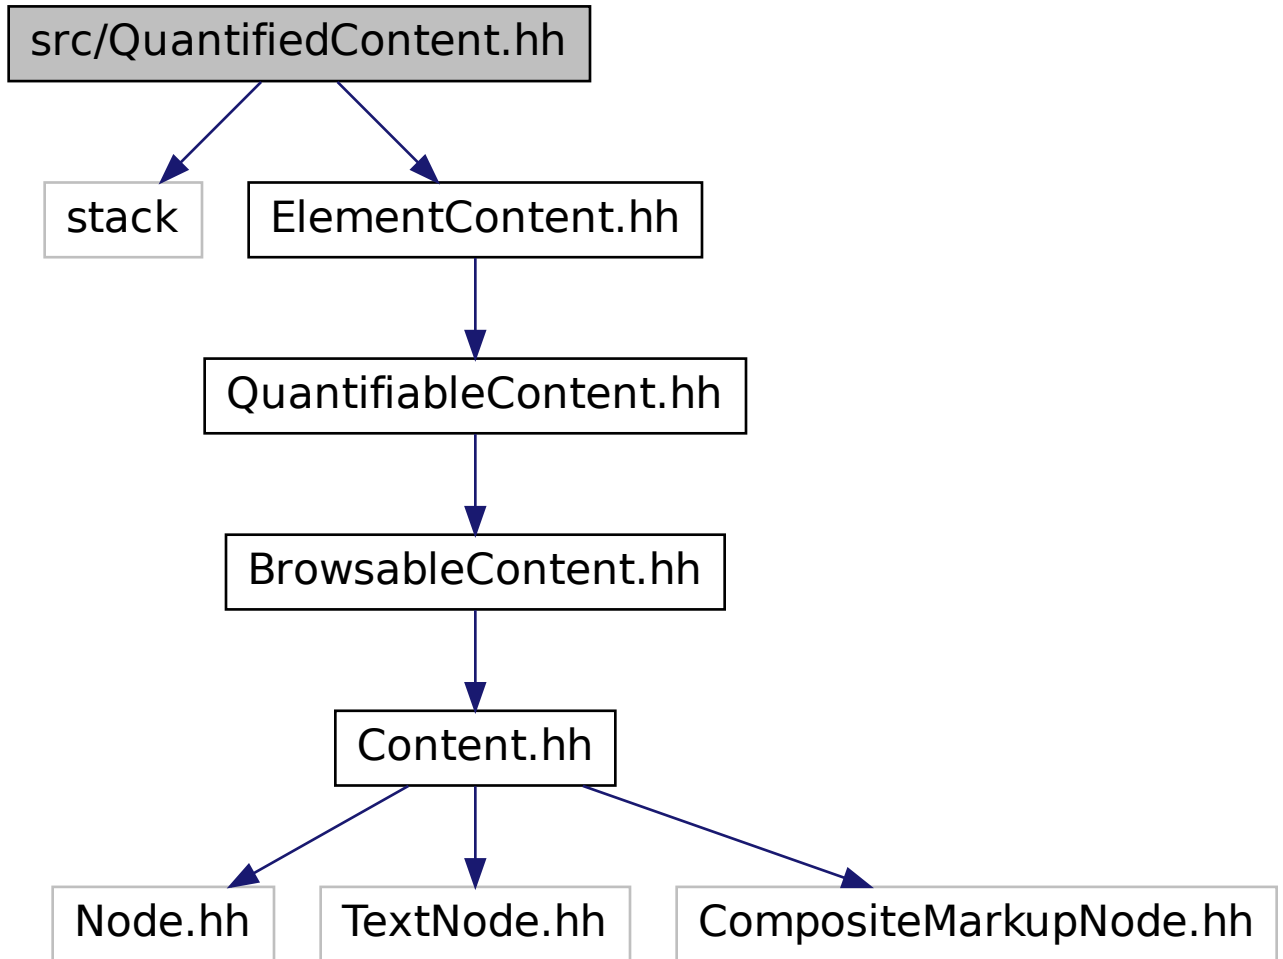 src/QuantifiedContent.hh
stack
ElementContent.hh
QuantifiableContent.hh
BrowsableContent.hh
Content.hh
Node.hh
TextNode.hh
CompositeMarkupNode.hh